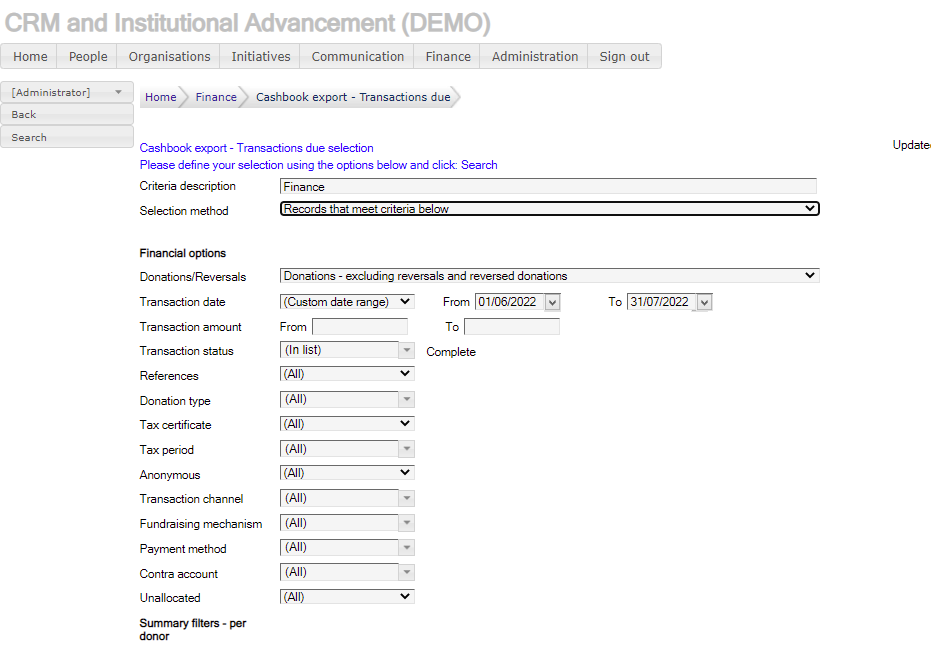 CRM and Institutional Advancement (DEMO)
Home People Organisations Initiatives Communication Finance Administration Sign out
[Administrator]
Back
Search
Home Finance Cashbook export - Transactions due
Cashbook export - Transactions due selection
Update
Please define your selection using the options below and click: Search
Criteria description Finance
Selection method Records that meet criteria below
Financial options
Donations/Reversals Donations - excluding reversals and reversed donations
Transaction date (Custom date range) From 01/06/2022 To 31/07/2022
Transaction amount From To
Transaction status (In list) Complete
References (All)
Donation type (All)
Tax certificate (All)
Tax period (All)
Anonymous (All)
Transaction channel (All)
Fundraising mechanism (All)
Payment method (All)
Contra account (All)
Unallocated (All)
Summary filters - per
donor